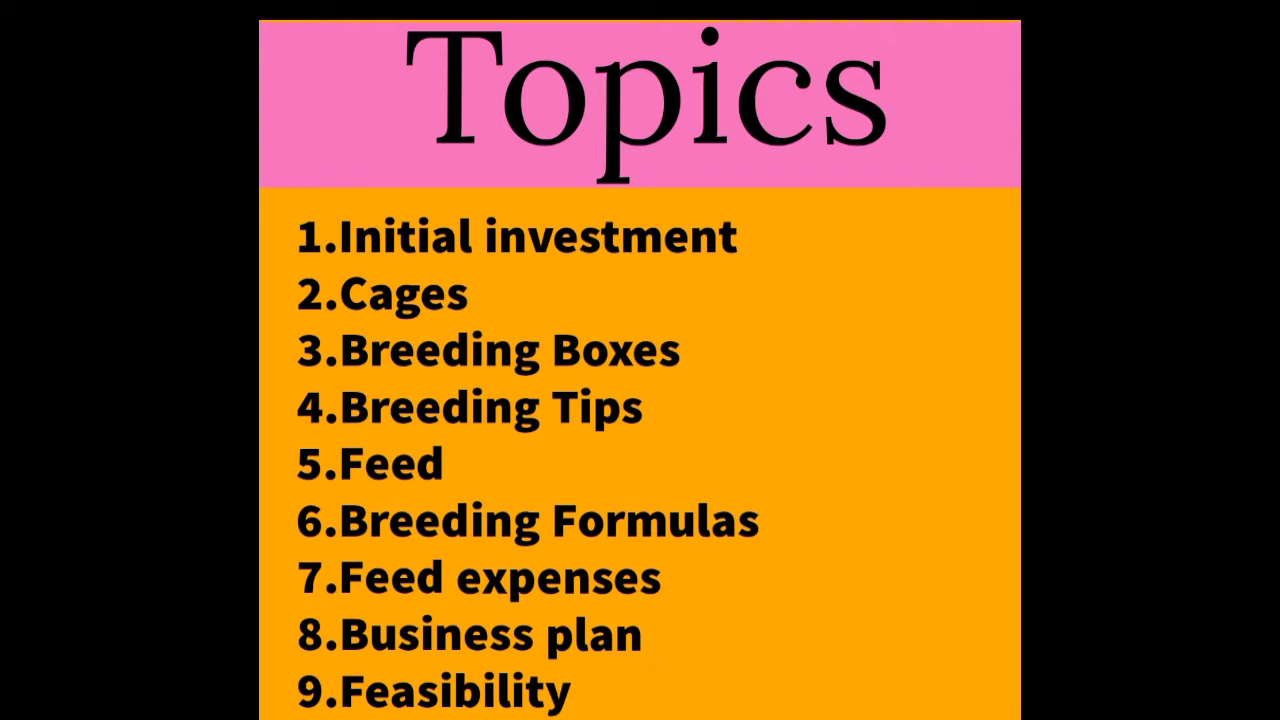 Topics
1.Initial investment
2.Cages
3.Breeding Boxes
4.Breeding Tips
5.Feed
6.Breeding Formulas
7.Feed expenses
8.Business plan
9.Feasibility